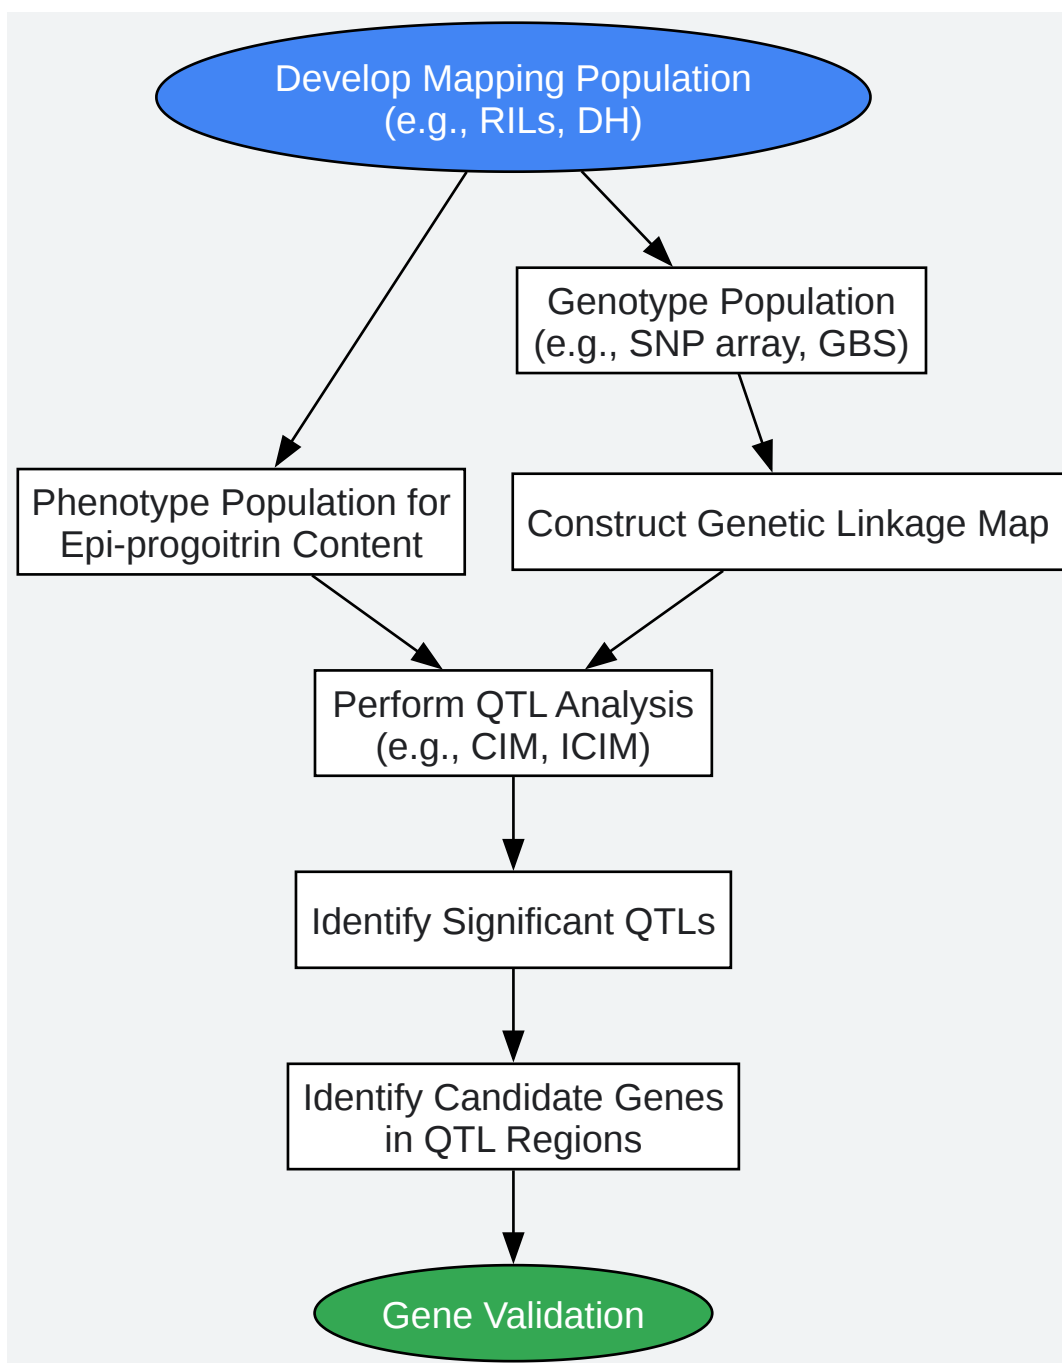 Develop Mapping Population
(e.g., RILs, DH)
Genotype Population
(e.g., SNP array, GBS)
Phenotype Population for
Epi-progoitrin Content
Construct Genetic Linkage Map
Perform QTL Analysis
(e.g., CIM, ICIM)
Identify Significant QTLs
Identify Candidate Genes
in QTL Regions
Gene Validation